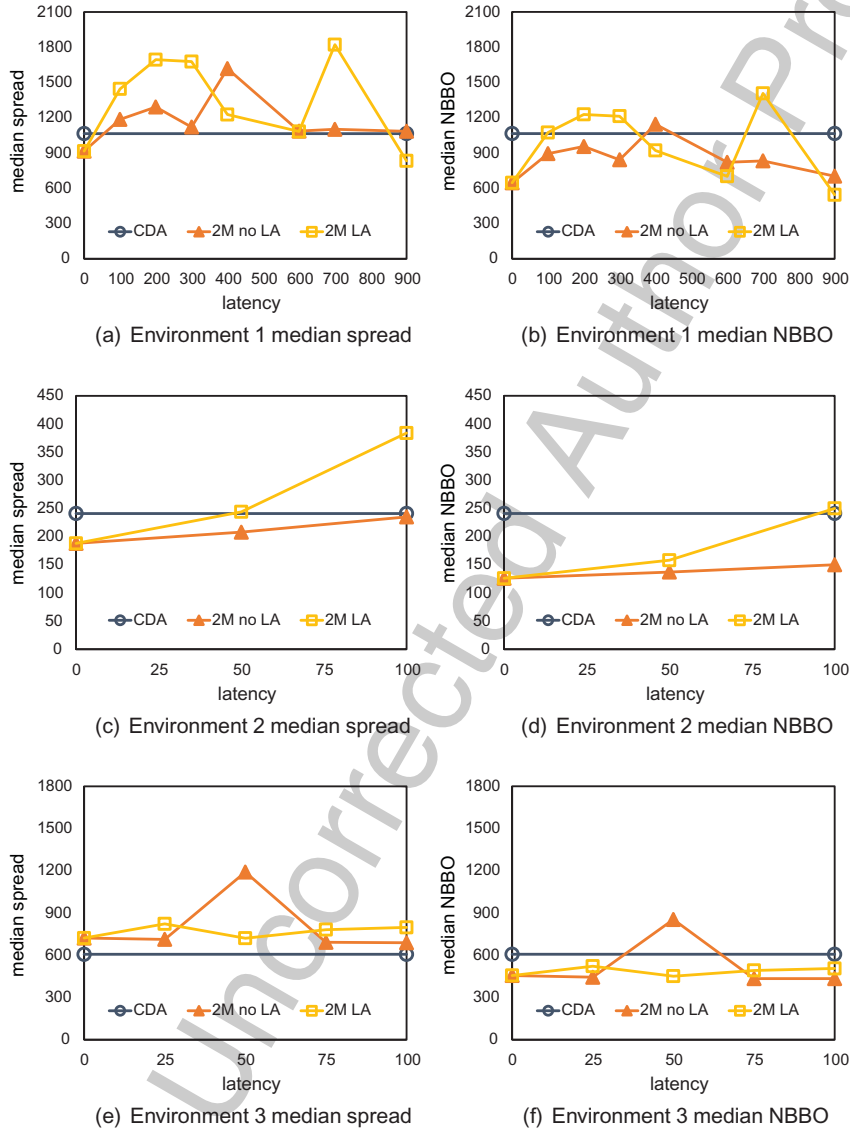 2100
1800
1500
1200
900
600
300
0
median spread
CDA 2M no LA 2M LA
0 100 200 300 400 500 600 700 800 900
latency
(a) Environment 1 median spread
2100
1800
1500
1200
900
600
300
0
median NBBO
CDA 2M no LA 2M LA
0 100 200 300 400 500 600 700 800 900
latency
(b) Environment 1 median NBBO
450
400
350
300
250
200
150
100
50
0
median spread
CDA 2M no LA 2M LA
0 25 50 75 100
latency
(c) Environment 2 median spread
450
400
350
300
250
200
150
100
50
0
median NBBO
CDA 2M no LA 2M LA
0 25 50 75 100
latency
(d) Environment 2 median NBBO
1800
1500
1200
900
600
300
0
median spread
CDA 2M no LA 2M LA
0 25 50 75 100
latency
(e) Environment 3 median spread
1800
1500
1200
900
600
300
0
median NBBO
CDA 2M no LA 2M LA
0 25 50 75 100
latency
(f) Environment 3 median NBBO
Uncorrected Author Pro